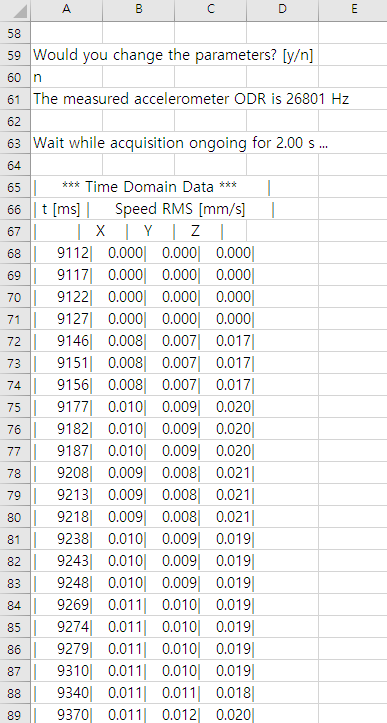 A B C D E
58
59 Would you change the parameters? [y/n]
60 n
61 The measured accelerometer ODR is 26801 Hz
62
63 Wait while acquisition ongoing for 2.00 s ...
64
65 | *** Time Domain Data *** |
66 | t [ms] | Speed RMS [mm/s] |
67 | | X | Y | Z |
68 | 9112| 0.000| 0.000| 0.000|
69 | 9117| 0.000| 0.000| 0.000|
70 | 9122| 0.000| 0.000| 0.000|
71 | 9127| 0.000| 0.000| 0.000|
72 | 9146| 0.008| 0.007| 0.017|
73 | 9151| 0.008| 0.007| 0.017|
74 | 9156| 0.008| 0.007| 0.017|
75 | 9177| 0.010| 0.009| 0.020|
76 | 9182| 0.010| 0.009| 0.020|
77 | 9187| 0.010| 0.009| 0.020|
78 | 9208| 0.009| 0.008| 0.021|
79 | 9213| 0.009| 0.008| 0.021|
80 | 9218| 0.009| 0.008| 0.021|
81 | 9238| 0.010| 0.009| 0.019|
82 | 9243| 0.010| 0.009| 0.019|
83 | 9248| 0.010| 0.009| 0.019|
84 | 9269| 0.011| 0.010| 0.019|
85 | 9274| 0.011| 0.010| 0.019|
86 | 9279| 0.011| 0.010| 0.019|
87 | 9310| 0.011| 0.010| 0.019|
88 | 9340| 0.011| 0.011| 0.018|
89 | 9370| 0.011| 0.012| 0.020|